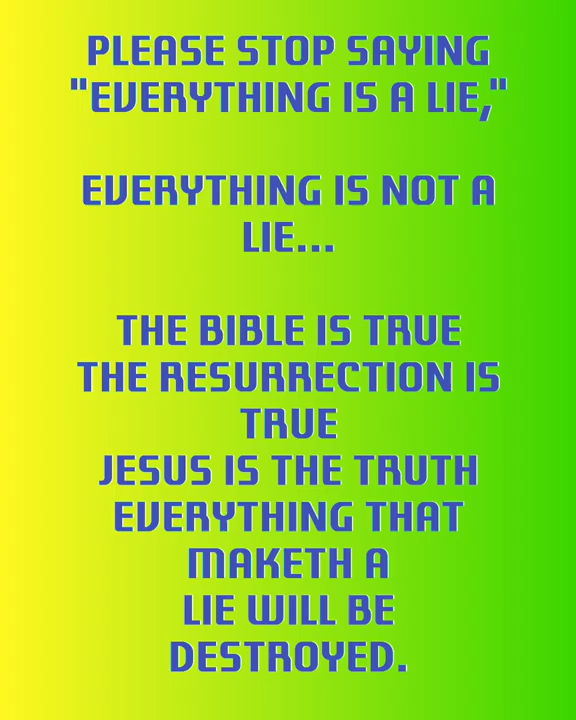 PLEASE STOP SAYING
"EVERYTHING IS A LIE,"
EVERYTHING IS NOT A
LIE...
THE BIBLE IS TRUE
THE RESURRECTION IS
TRUE
JESUS IS THE TRUTH
EVERYTHING THAT
MAKETH A
LIE WILL BE
DESTROYED.